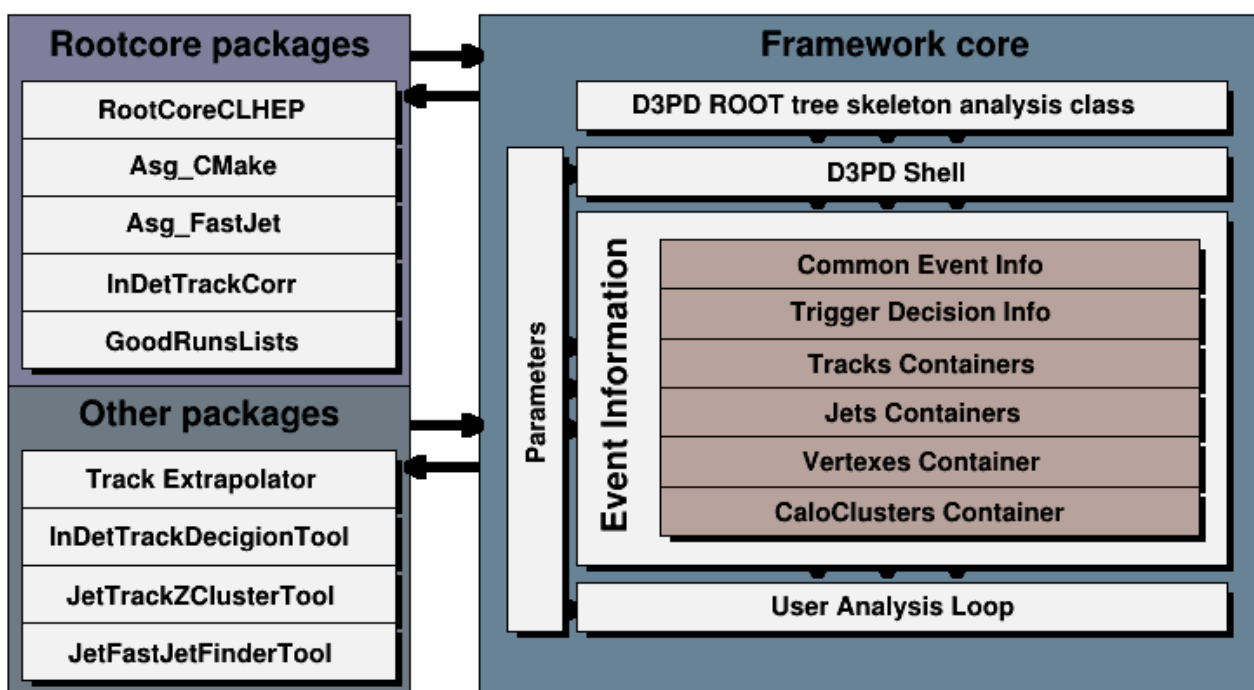 Rootcore packages
RootCoreCLHEP
Asg_CMake
Asg_FastJet
InDetTrackCorr
GoodRunsLists
Other packages
Track Extrapolator
InDetTrackDecigionTool
JetTrackZClusterTool
JetFastJetFinderTool
Framework core
D3PD ROOT tree skeleton analysis class
D3PD Shell
Parameters
Event Information
Common Event Info
Trigger Decision Info
Tracks Containers
Jets Containers
Vertexes Container
CaloClusters Container
User Analysis Loop